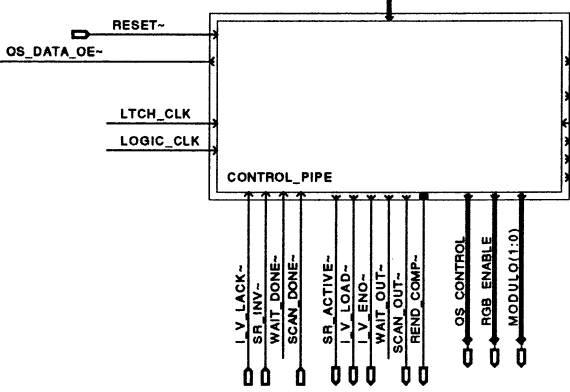 RESET~
OS_DATA_OE~
LTCH_CLK
LOGIC_CLK
CONTROL_PIPE
I_V_LACK~
SR_INV~
WAIT_DONE~
SCAN_DONE~
SR_ACTIVE~
I_V_LOAD~
I_V_ENO~
WAIT_OUT~
SCAN_OUT~
REND_COMP~
OS_CONTROL
RGB_ENABLE
MODULO(1:0)